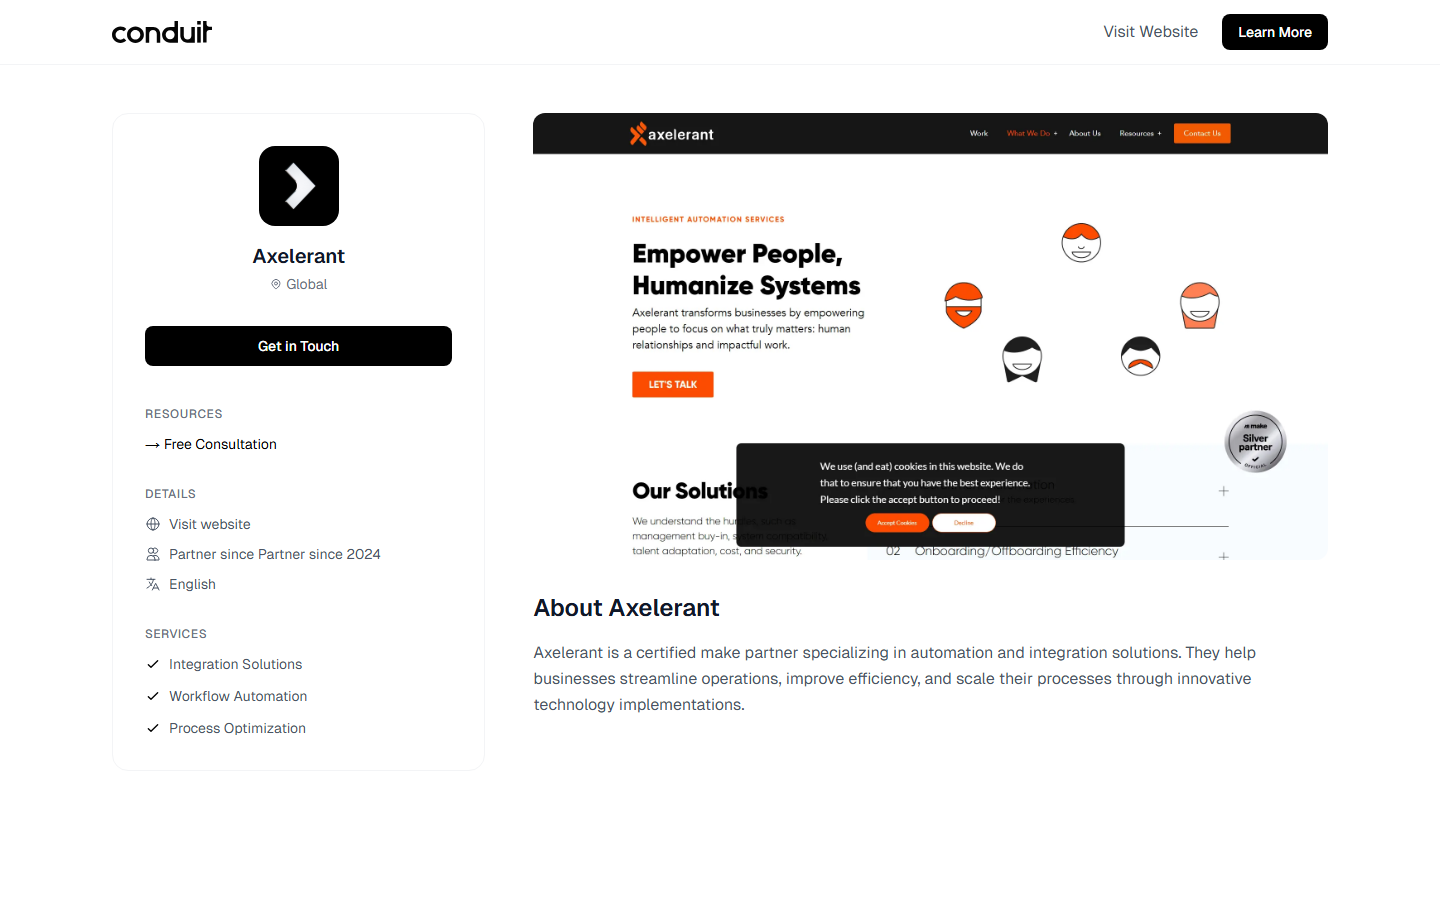 conduit
Visit Website
Learn More
Axelerant
Global
Get in Touch
RESOURCES
→ Free Consultation
DETAILS
Visit website
Partner since Partner since 2024
English
SERVICES
Integration Solutions
Workflow Automation
Process Optimization
axelerant
Work
What We Do +
About Us
Resources +
Contact Us
INTELLIGENT AUTOMATION SERVICES
Empower People,
Humanize Systems
Axelerant transforms businesses by empowering
people to focus on what truly matters: human
relationships and impactful work.
LET'S TALK
make
Silver
partner
OFFICIAL
Our Solutions
We understand the hurdles, such as
management buy-in, system compatibility,
talent adaptation, cost, and security.
We use (and eat) cookies in this website. We do
that to ensure that you have the best experience.
Please click the accept button to proceed!
Accept Cookies
Decline
02 Onboarding/Offboarding Efficiency
About Axelerant
Axelerant is a certified make partner specializing in automation and integration solutions. They help
businesses streamline operations, improve efficiency, and scale their processes through innovative
technology implementations.